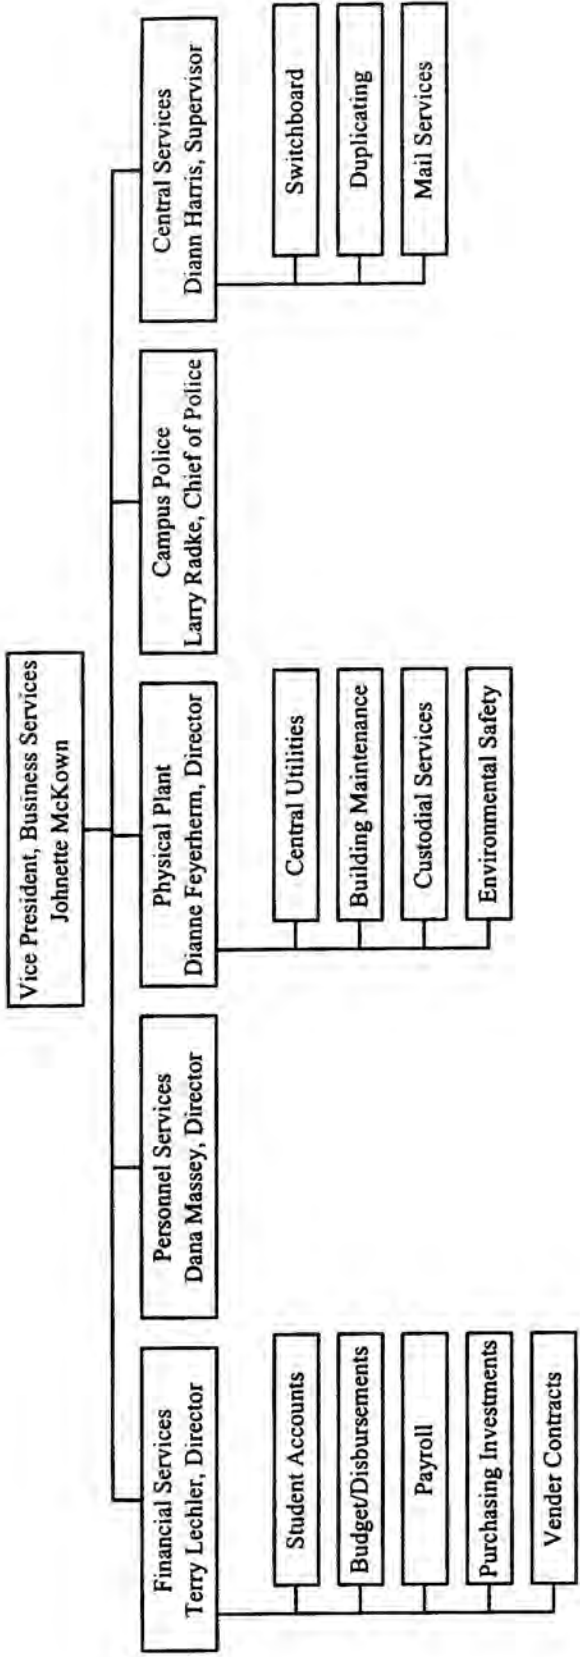 Vice President, Business Services
Johnette McKown
Financial Services
Terry Lechler, Director
Student Accounts
Budget/Disbursements
Payroll
Purchasing Investments
Vender Contracts
Personnel Services
Dana Massey, Director
Physical Plant
Dianne Feyerherm, Director
Central Utilities
Building Maintenance
Custodial Services
Environmental Safety
Campus Police
Larry Radke, Chief of Police
Central Services
Diann Harris, Supervisor
Switchboard
Duplicating
Mail Services